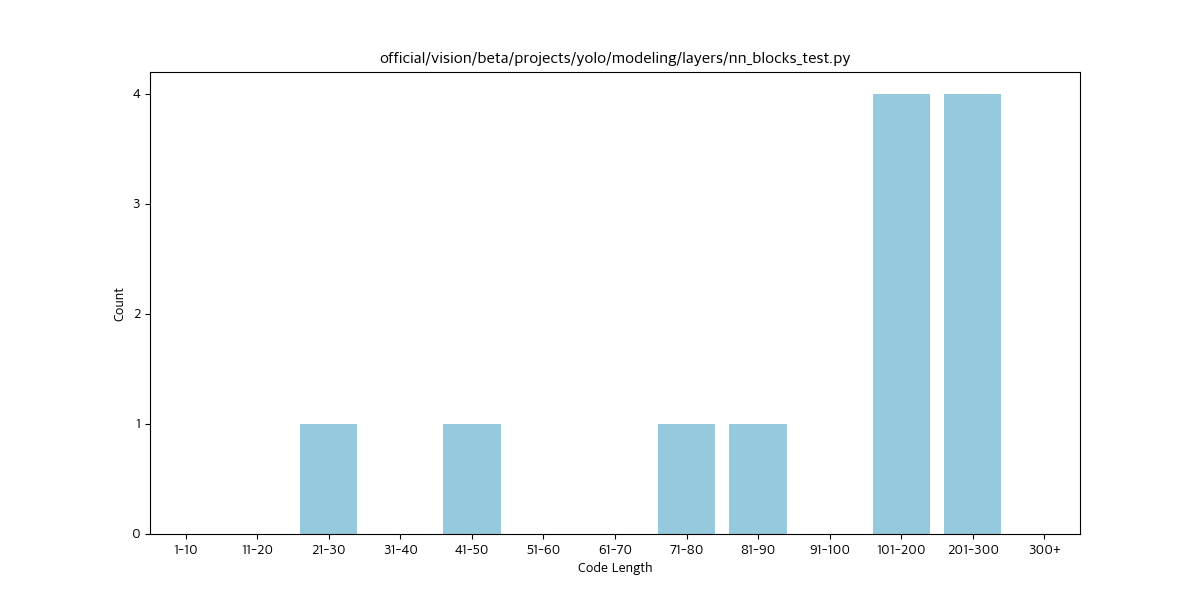 official/vision/beta/projects/yolo/modeling/layers/nn_blocks_test.py
4
3
2
1
0
Count
1-10 11-20 21-30 31-40 41-50 51-60 61-70 71-80 81-90 91-100 101-200 201-300 300+
Code Length